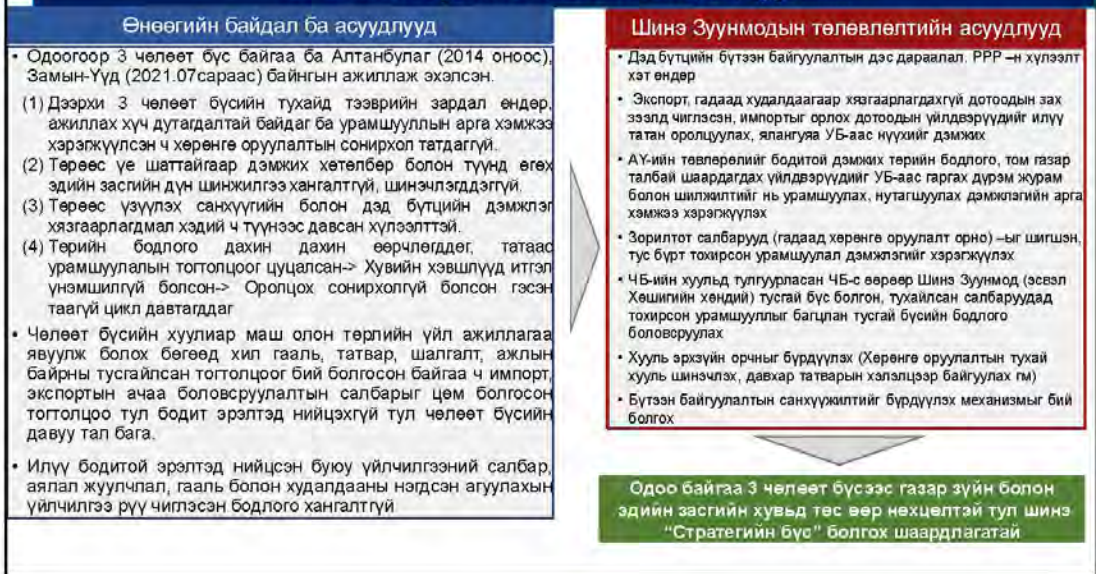 Өнөөгийн байдал ба асуудлууд
• Одоогоор 3 чөлөөт бүс байгаа ба Алтанбулаг (2014 оноос),
Замын-Үүд (2021.07сараас) байнгын ажиллаж эхэлсэн.
(1) Дээрхи 3 чөлөөт бүсийн тухайд тээврийн зардал өндөр,
ажиллах хүч дутагдалтай байдаг ба урамшууллын арга хэмжээ
хэрэгжүүлсэн ч хөрөнгө оруулалтын сонирхол татдаггүй.
(2) Төрөөс үе шаттайгаар дэмжих хөтөлбөр болон түүнд өгөх
эдийн засгийн дүн шинжилгээ хангалтгүй, шинэчлэгддэггүй.
(3) Төрөөс үзүүлэх санхүүгийн болон дэд бүтцийн дэмжлэг
хязгаарлагдмал хэдий ч түүнээс давсан хүлээлттэй.
(4) Төрийн бодлого дахин дахин өөрчлөгддөг, татаас
урамшуулалын тогтолцоог цуцалсан-> Хувийн хэвшлүүд итгэл
үнэмшилгүй болсон-> Оролцох сонирхолгүй болсон гэсэн
таагүй цикл давтагддаг
• Чөлөөт бүсийн хуулиар маш олон төрлийн үйл ажиллагаа
явуулж болох бөгөөд хил гааль, татвар, шалгалт, ажлын
байрны тусгайлсан тогтолцоог бий болгосон байгаа ч импорт,
экспортын ачаа боловсруулалтын салбарыг цөм болгосон
тогтолцоо тул бодит эрэлтэд нийцэхгүй тул чөлөөт бүсийн
давуу тал бага.
• Илүү бодитой эрэлтэд нийцсэн буюу үйлчилгээний салбар,
аялал жуулчлал, гааль болон худалдааны нэгдсэн агуулахын
үйлчилгээ рүү чиглэсэн бодлого хангалтгүй
Шинэ Зуунмодын төлөвлөлтийн асуудлууд
• Дэд бүтцийн бүтээн байгуулалтын дэс дараалал. PPP –н хүлээлт
хэт өндөр
• Экспорт, гадаад худалдаагаар хязгаарлагдахгүй дотоодын зах
зээлд чиглэсэн, импортыг орлох дотоодын үйлдвэрүүдийг илүү
татан оролцуулах, ялангуяа УБ-аас нүүхийг дэмжих
• АҮ-ийн төвлөрөлийг бодитой дэмжих төрийн бодлого, том газар
талбай шаардагдах үйлдвэрүүдийг УБ-аас гаргах дүрэм журам
болон шилжилтийг нь урамшуулах, нутагшуулах дэмжлэгийн арга
хэмжээ хэрэгжүүлэх
• Зорилтот салбарууд (гадаад хөрөнгө оруулалт орно) –ыг шигшэн,
тус бүрт тохирсон урамшуулал дэмжлэгийг хэрэгжүүлэх
• ЧБ-ийн хуульд тулгуурласан ЧБ-с өөрөөр Шинэ Зуунмод (эсвэл
Хөшигийн хөндий) тусгай бүс болгон, тухайлсан салбаруудад
тохирсон урамшууллыг багцлан тусгай бүсийн бодлого
боловсруулах
• Хууль эрхзүйн орчныг бүрдүүлэх (Хөрөнгө оруулалтын тухай
хууль шинэчлэх, давхар татварын хэлэлцээр байгуулах гм)
• Бүтээн байгуулалтын санхүүжилтийг бүрдүүлэх механизмыг бий
болгох
Одоо байгаа 3 чөлөөт бүсээс газар зүйн болон
эдийн засгийн хувьд төс өөр нөхцөлтэй тул шинэ
“Стратегийн бүс” болгох шаардлагатай